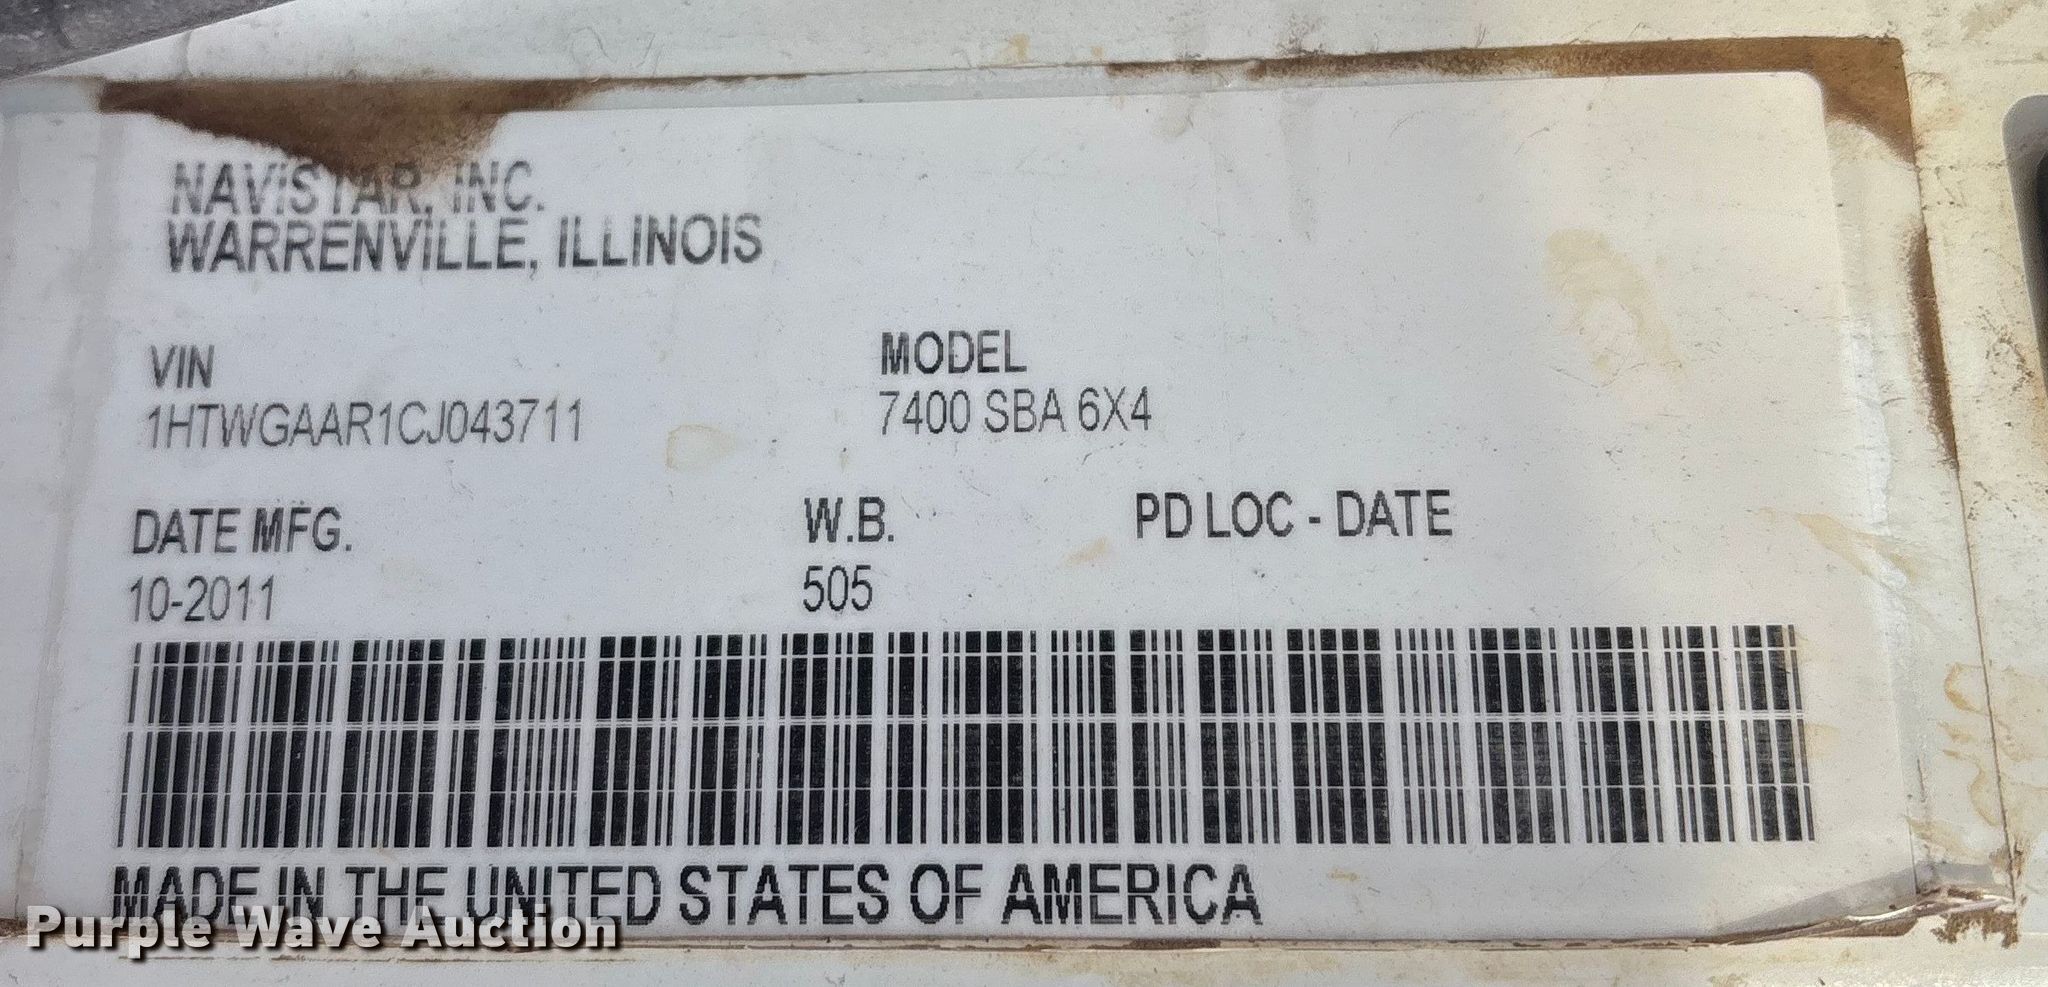 NAVISTAR, INC.
WARRENVILLE, ILLINOIS
VIN
1HTWGAAR1CJ043711
MODEL
7400 SBA 6X4
DATE MFG.
10-2011
W.B.
505
PD LOC - DATE
MADE IN THE UNITED STATES OF AMERICA
Purple Wave Auction